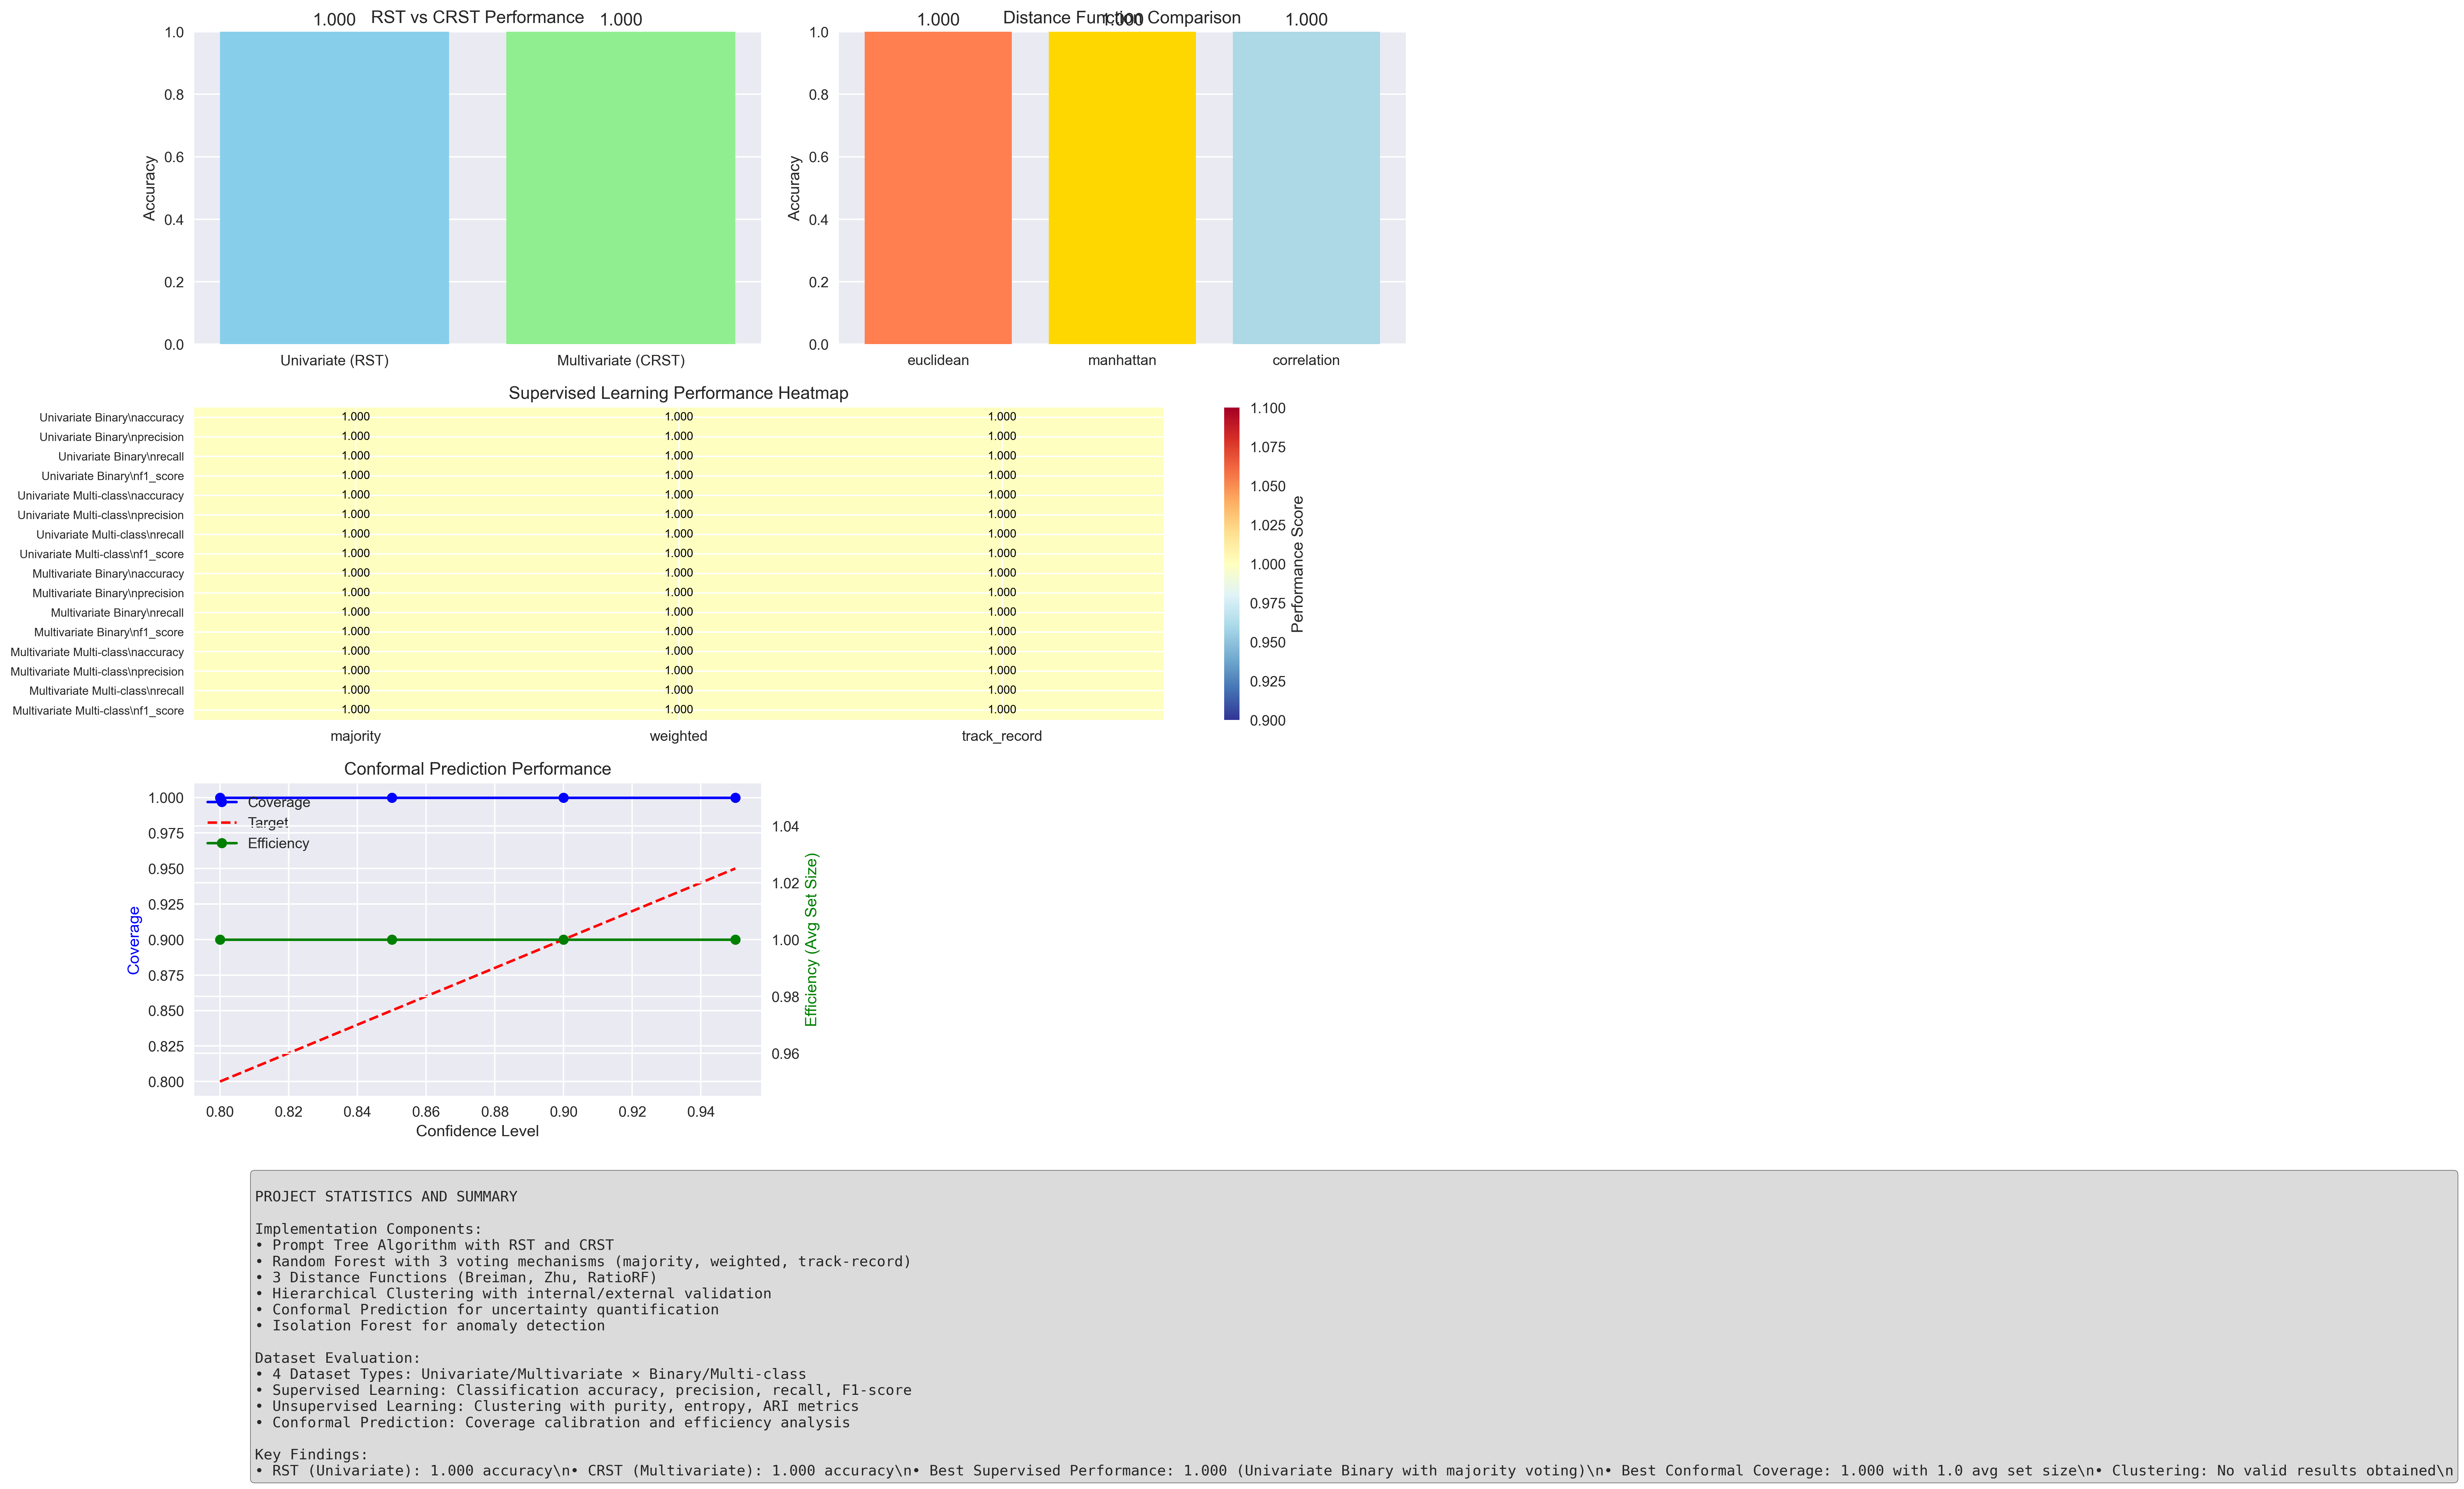 RST vs CRST Performance
1.000 1.000
Accuracy
1.0
0.8
0.6
0.4
0.2
0.0
Univariate (RST) Multivariate (CRST)
Distance Function Comparison
1.000 1.000 1.000
Accuracy
1.0
0.8
0.6
0.4
0.2
0.0
euclidean manhattan correlation
Supervised Learning Performance Heatmap
Univariate Binary\naccuracy 1.000 1.000 1.000
Univariate Binary\nprecision 1.000 1.000 1.000
Univariate Binary\nrecall 1.000 1.000 1.000
Univariate Binary\nf1_score 1.000 1.000 1.000
Univariate Multi-class\naccuracy 1.000 1.000 1.000
Univariate Multi-class\nprecision 1.000 1.000 1.000
Univariate Multi-class\nrecall 1.000 1.000 1.000
Univariate Multi-class\nf1_score 1.000 1.000 1.000
Multivariate Binary\naccuracy 1.000 1.000 1.000
Multivariate Binary\nprecision 1.000 1.000 1.000
Multivariate Binary\nrecall 1.000 1.000 1.000
Multivariate Binary\nf1_score 1.000 1.000 1.000
Multivariate Multi-class\naccuracy 1.000 1.000 1.000
Multivariate Multi-class\nprecision 1.000 1.000 1.000
Multivariate Multi-class\nrecall 1.000 1.000 1.000
Multivariate Multi-class\nf1_score 1.000 1.000 1.000
majority weighted track_record
1.100
1.075
1.050
1.025
1.000
0.975
0.950
0.925
0.900
Performance Score
Conformal Prediction Performance
Coverage
1.000
0.975
0.950
0.925
0.900
0.875
0.850
0.825
0.800
Coverage
Target
Efficiency
1.04
1.02
1.00
0.98
0.96
Efficiency (Avg Set Size)
0.80 0.82 0.84 0.86 0.88 0.90 0.92 0.94
Confidence Level
PROJECT STATISTICS AND SUMMARY
Implementation Components:
• Prompt Tree Algorithm with RST and CRST
• Random Forest with 3 voting mechanisms (majority, weighted, track-record)
• 3 Distance Functions (Breiman, Zhu, RatioRF)
• Hierarchical Clustering with internal/external validation
• Conformal Prediction for uncertainty quantification
• Isolation Forest for anomaly detection
Dataset Evaluation:
• 4 Dataset Types: Univariate/Multivariate × Binary/Multi-class
• Supervised Learning: Classification accuracy, precision, recall, F1-score
• Unsupervised Learning: Clustering with purity, entropy, ARI metrics
• Conformal Prediction: Coverage calibration and efficiency analysis
Key Findings:
• RST (Univariate): 1.000 accuracy\n• CRST (Multivariate): 1.000 accuracy\n• Best Supervised Performance: 1.000 (Univariate Binary with majority voting)\n• Best Conformal Coverage: 1.000 with 1.0 avg set size\n• Clustering: No valid results obtained\n